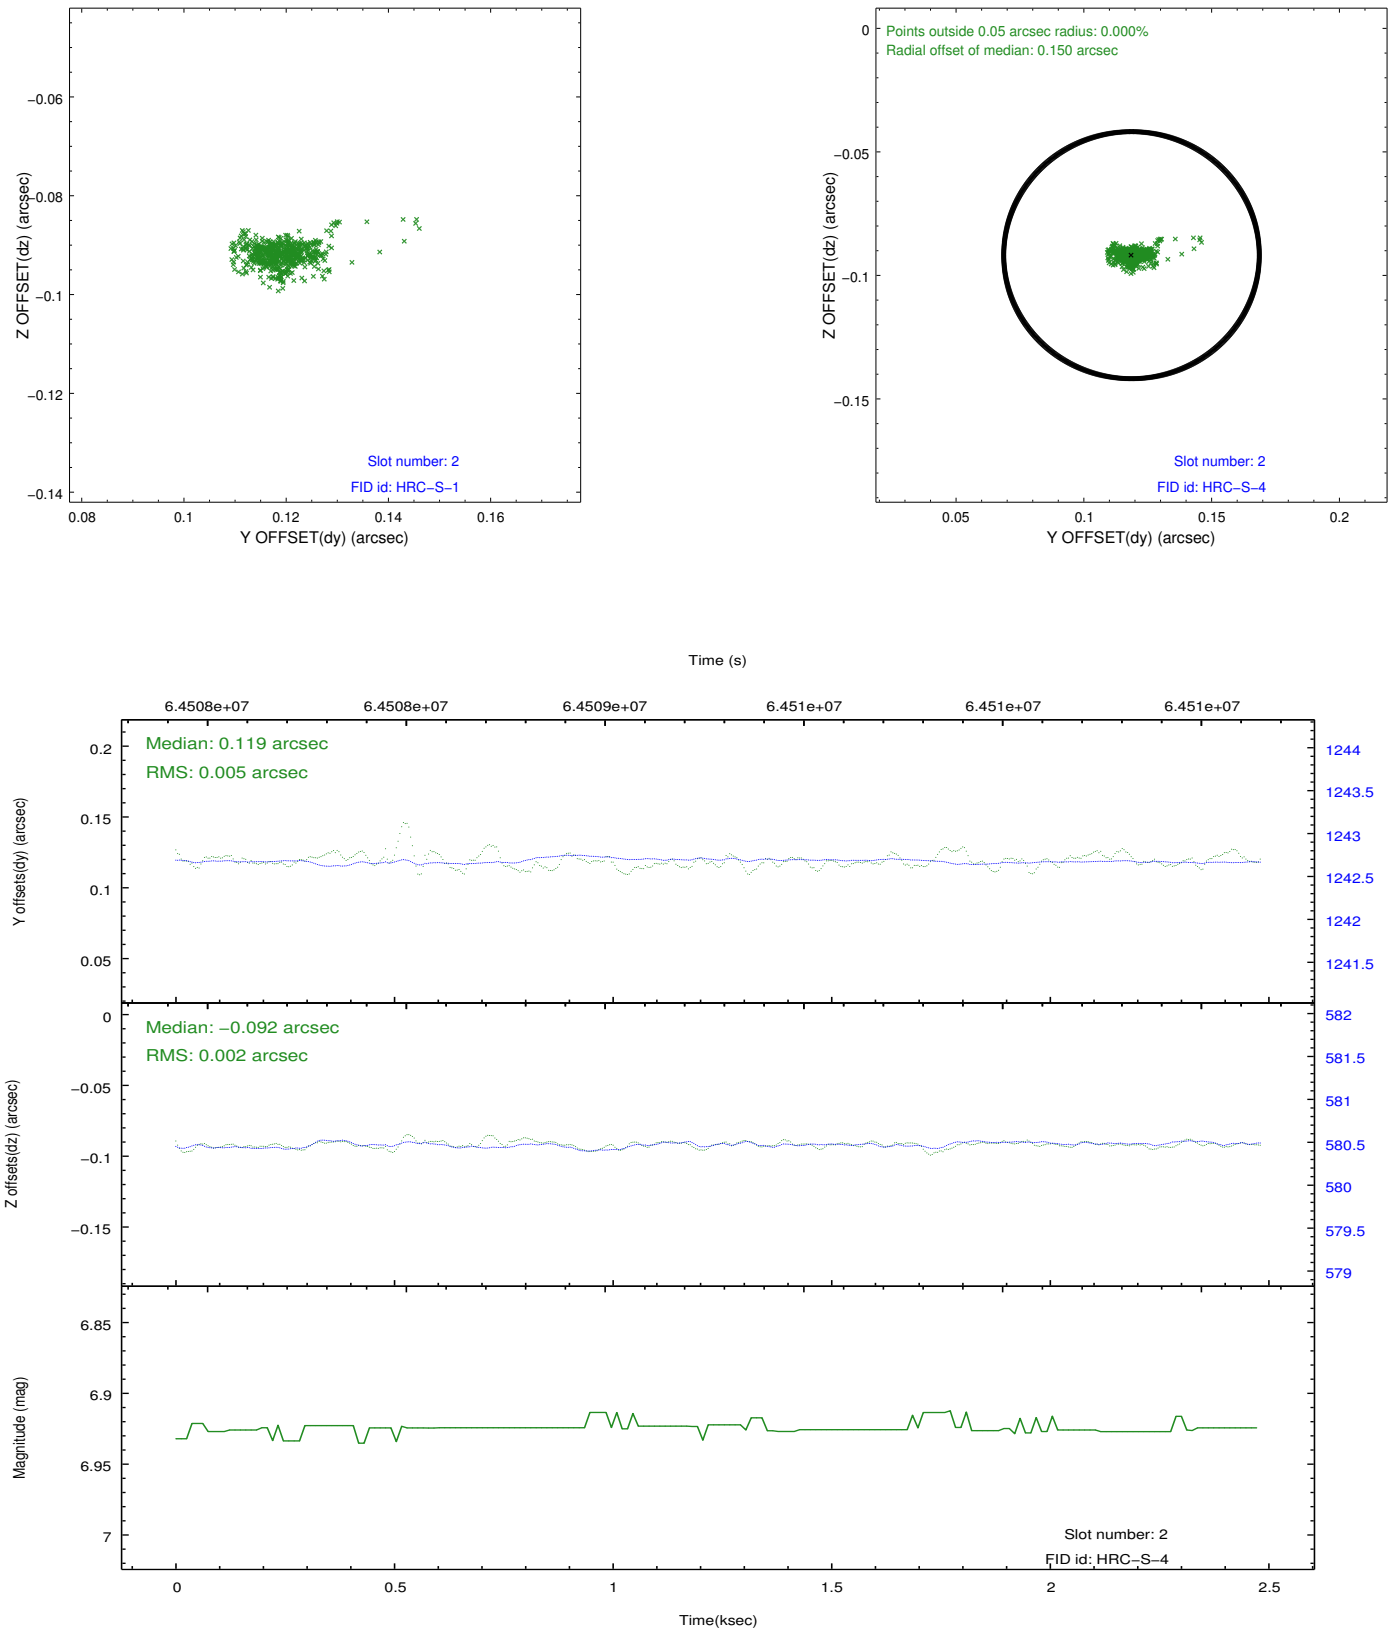 −0.06
−0.08
−0.1
−0.12
−0.14
Z OFFSET(dz) (arcsec)
Slot number: 2
FID id: HRC−S−1
0.08
0.1
0.12
0.14
0.16
Y OFFSET(dy) (arcsec)
Points outside 0.05 arcsec radius: 0.000%
Radial offset of median: 0.150 arcsec
0
−0.05
−0.1
−0.15
Z OFFSET(dz) (arcsec)
Slot number: 2
FID id: HRC−S−4
0.05
0.1
0.15
0.2
Y OFFSET(dy) (arcsec)
Time (s)
6.4508e+07
6.4508e+07
6.4509e+07
6.451e+07
6.451e+07
6.451e+07
Median: 0.119 arcsec
RMS: 0.005 arcsec
0.2
0.15
0.1
0.05
Y offsets(dy) (arcsec)
1244
1243.5
1243
1242.5
1242
1241.5
Median: −0.092 arcsec
RMS: 0.002 arcsec
0
−0.05
−0.1
−0.15
Z offsets(dz) (arcsec)
582
581.5
581
580.5
580
579.5
579
6.85
6.9
6.95
7
Magnitude (mag)
Slot number: 2
FID id: HRC−S−4
0
0.5
1
1.5
2
2.5
Time(ksec)